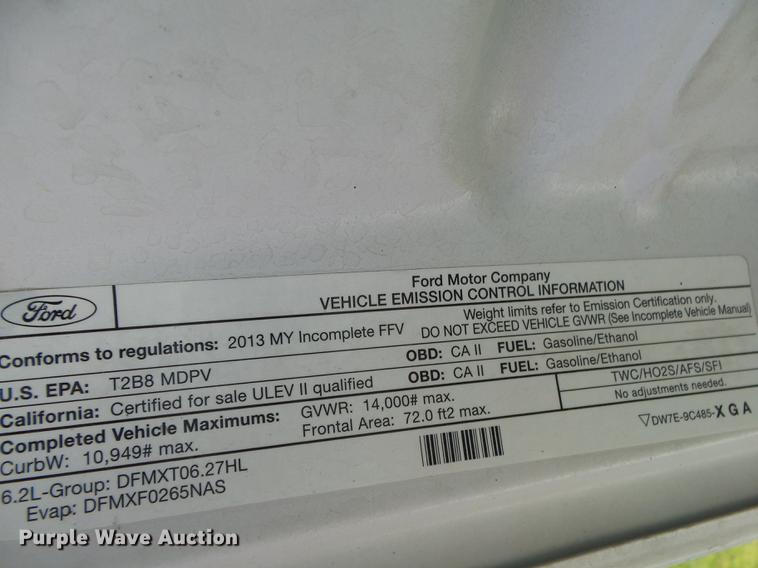 Ford
Ford Motor Company
VEHICLE EMISSION CONTROL INFORMATION
Conforms to regulations: 2013 MY Incomplete FFV
Weight limits refer to Emission Certification only.
DO NOT EXCEED VEHICLE GVWR (See Incomplete Vehicle Manual)
U.S. EPA: T2B8 MDPV OBD: CA II FUEL: Gasoline/Ethanol
California: Certified for sale ULEV II qualified OBD: CA II FUEL: Gasoline/Ethanol
Completed Vehicle Maximums: GVWR: 14,000# max.
CurbW: 10,949# max. Frontal Area: 72.0 ft2 max.
TWC/HO2S/AFS/SFI
No adjustments needed.
6.2L-Group: DFMXT06.27HL
Evap: DFMXF0265NAS
▽DW7E-9C485-XGA
Purple Wave Auction